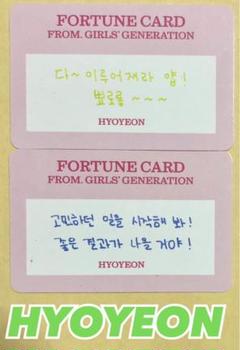 FORTUNE CARD
FROM. GIRLS' GENERATION
다~ 이루어져라 얍!
뾰로롱 ~ ~ ~
HYOYEON
FORTUNE CARD
FROM. GIRLS' GENERATION
고민하던 일을 시작해 봐!
좋은 결과가 나올 거야!
HYOYEON
HYOYEON